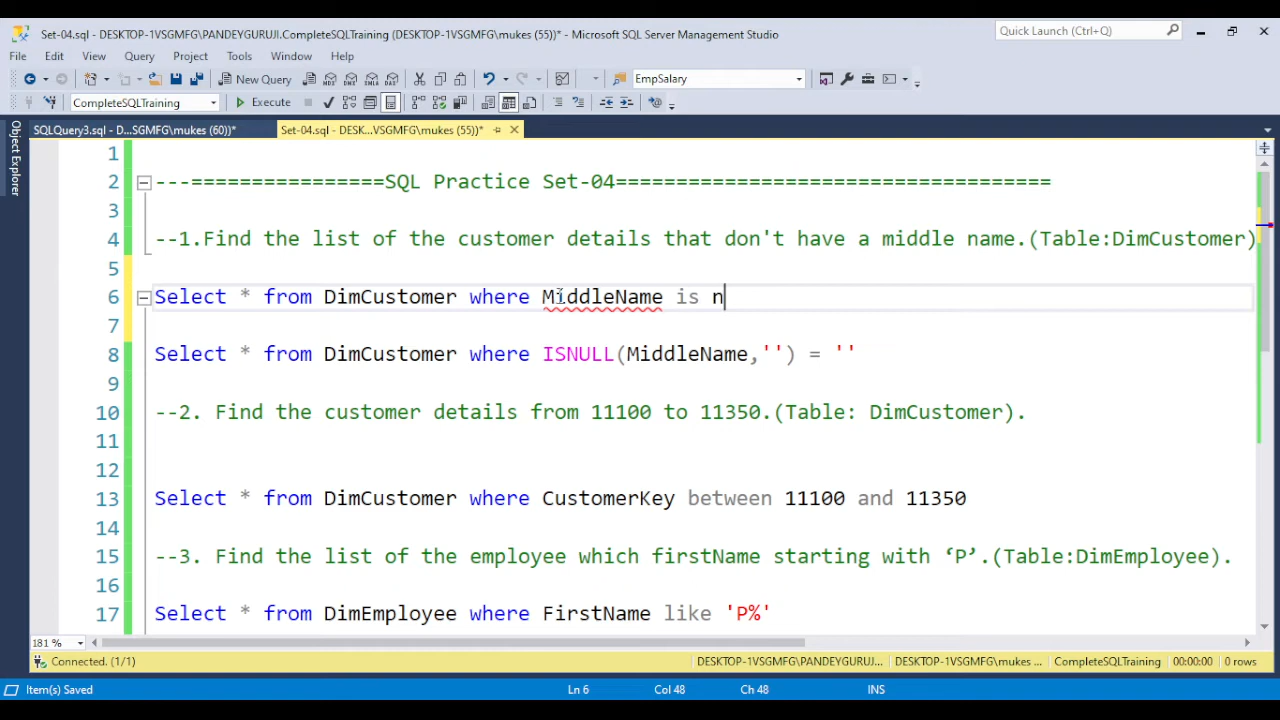 Set-04.sql - DESKTOP-1VSGMFG\PANDEYGURUJI.CompleteSQLTraining (DESKTOP-1VSGMFG\mukes (55))* - Microsoft SQL Server Management Studio
Quick Launch (Ctrl+Q)
File Edit View Query Project Tools Window Help
New Query
MDX DMX XMLA DAX
EmpSalary
CompleteSQLTraining
Execute
SQLQuery3.sql - D...SGMFG\mukes (60))*
Set-04.sql - DESK...VSGMFG\mukes (55))*
Object Explorer
1
2 ---================SQL Practice Set-04====================================
3
4 --1.Find the list of the customer details that don't have a middle name.(Table:DimCustomer)
5
6 Select * from DimCustomer where MiddleName is n
7
8 Select * from DimCustomer where ISNULL(MiddleName,'') = ''
9
10 --2. Find the customer details from 11100 to 11350.(Table: DimCustomer).
11
12
13 Select * from DimCustomer where CustomerKey between 11100 and 11350
14
15 --3. Find the list of the employee which firstName starting with ‘P’.(Table:DimEmployee).
16
17 Select * from DimEmployee where FirstName like 'P%'
181 %
Connected. (1/1)
DESKTOP-1VSGMFG\PANDEYGURUJ...
DESKTOP-1VSGMFG\mukes ...
CompleteSQLTraining
00:00:00
0 rows
Item(s) Saved
Ln 6
Col 48
Ch 48
INS